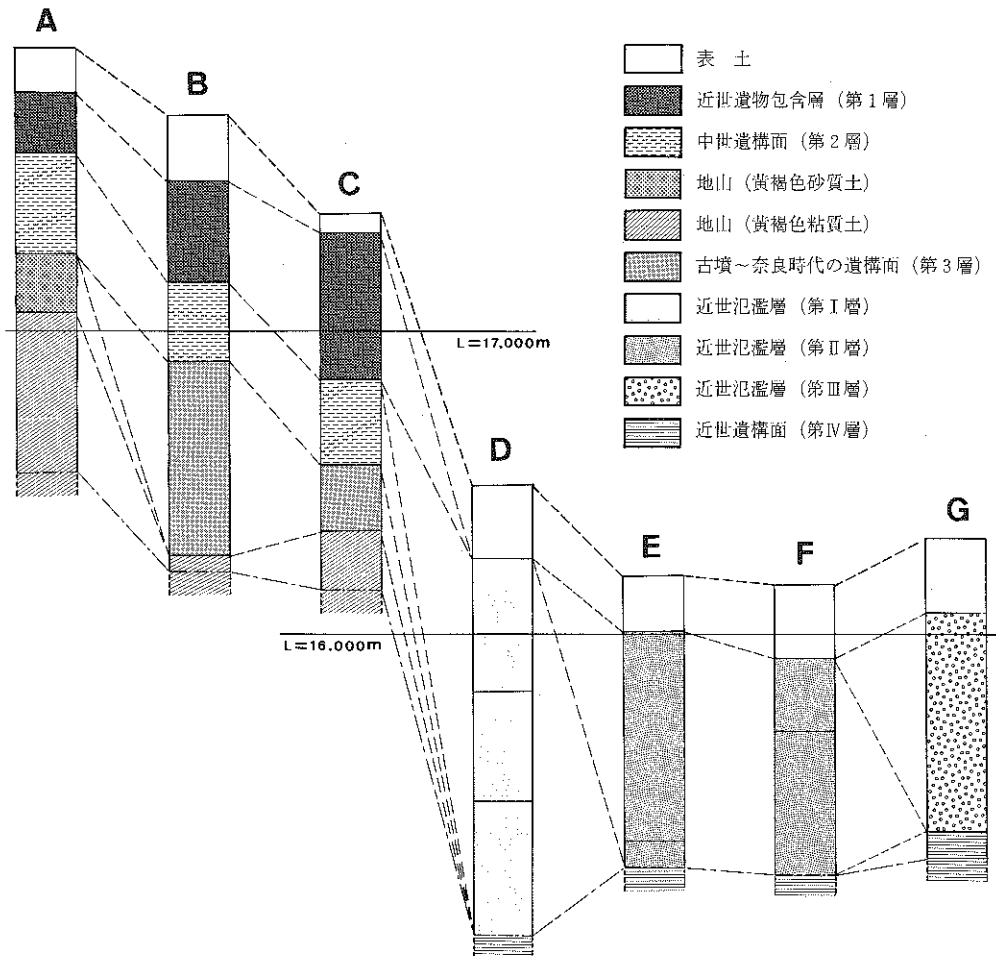 A
B
C
D
E
F
G
L=17,000m
L=16.000m
表 土
近世遺物包含層 (第1層)
中世遺構面 (第2層)
地山 (黄褐色砂質土)
地山 (黄褐色粘質土)
古墳～奈良時代の遺構面 (第3層)
近世氾濫層 (第Ⅰ層)
近世氾濫層 (第Ⅱ層)
近世氾濫層 (第Ⅲ層)
近世遺構面 (第Ⅳ層)